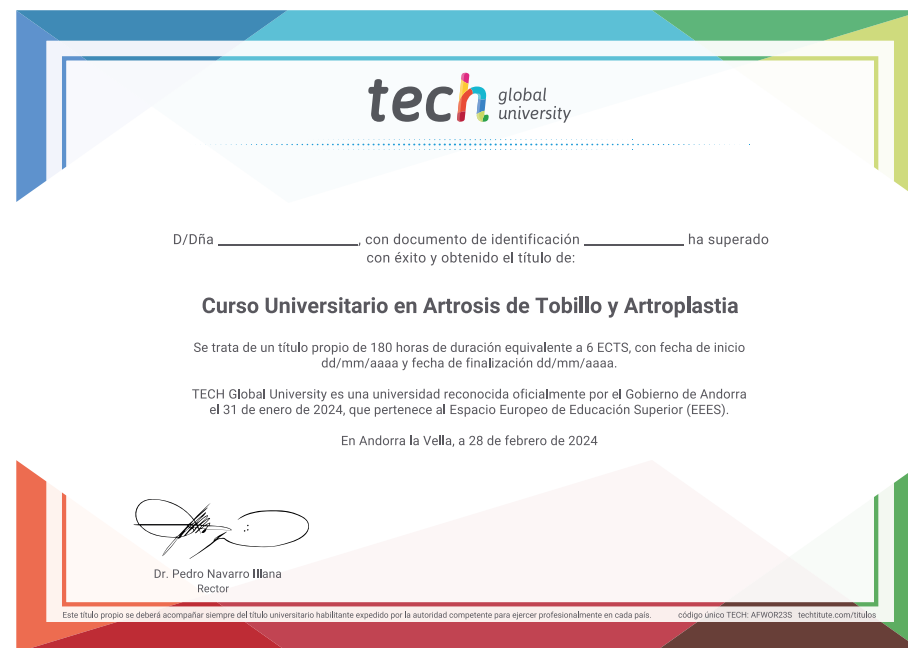 tech global university
D/Dña ______________, con documento de identificación __________ ha superado
con éxito y obtenido el título de:
Curso Universitario en Artrosis de Tobillo y Artroplastia
Se trata de un título propio de 180 horas de duración equivalente a 6 ECTS, con fecha de inicio
dd/mm/aaaa y fecha de finalización dd/mm/aaaa.
TECH Global University es una universidad reconocida oficialmente por el Gobierno de Andorra
el 31 de enero de 2024, que pertenece al Espacio Europeo de Educación Superior (EEES).
En Andorra la Vella, a 28 de febrero de 2024
Dr. Pedro Navarro Illana
Rector
Este título propio se deberá acompañar siempre del título universitario habilitante expedido por la autoridad competente para ejercer profesionalmente en cada país. código único TECH: AFWOR23S techtitute.com/titulos